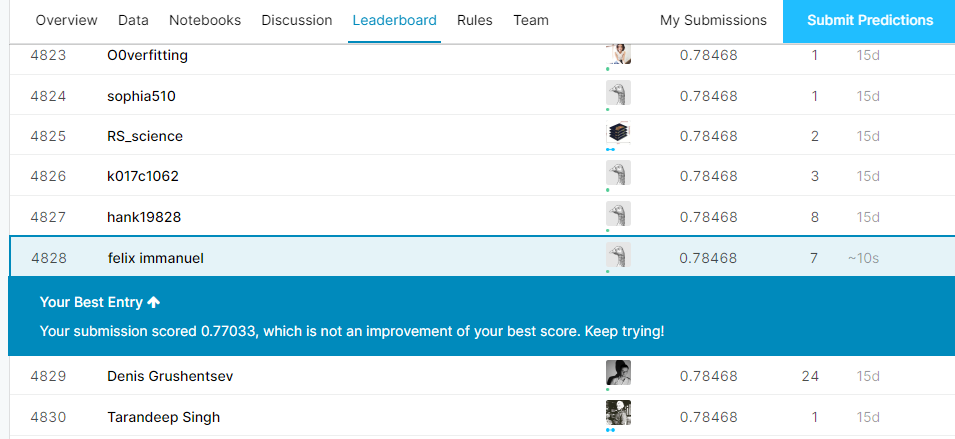 Overview Data Notebooks Discussion Leaderboard Rules Team My Submissions Submit Predictions
4823 O0verfitting 0.78468 1 15d
4824 sophia510 0.78468 1 15d
4825 RS_science 0.78468 2 15d
4826 k017c1062 0.78468 3 15d
4827 hank19828 0.78468 8 15d
4828 felix immanuel 0.78468 7 ~10s
Your Best Entry
Your submission scored 0.77033, which is not an improvement of your best score. Keep trying!
4829 Denis Grushentsev 0.78468 24 15d
4830 Tarandeep Singh 0.78468 1 15d